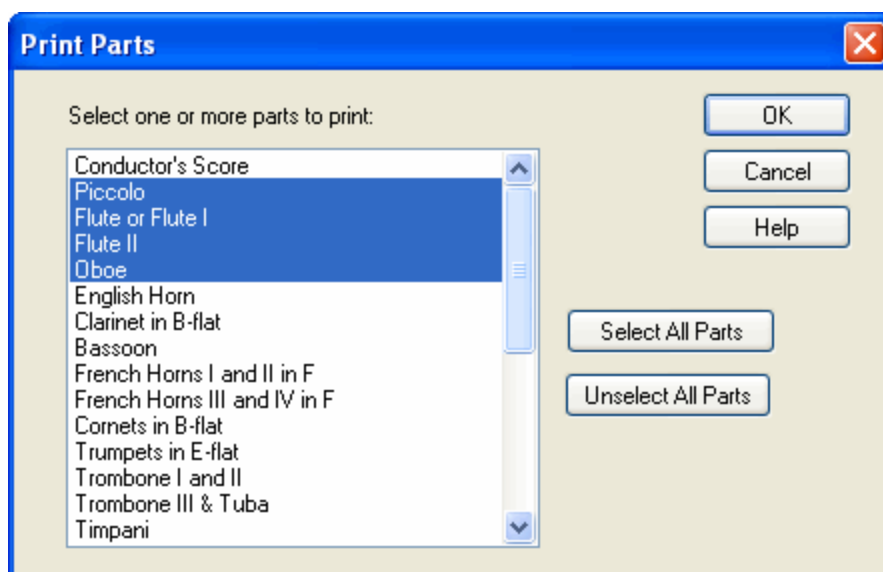 Print Parts
Select one or more parts to print:
Conductor's Score
Piccolo
Flute or Flute I
Flute II
Oboe
English Horn
Clarinet in B-flat
Bassoon
French Horns I and II in F
French Horns III and IV in F
Cornets in B-flat
Trumpets in E-flat
Trombone I and II
Trombone III & Tuba
Timpani
OK
Cancel
Help
Select All Parts
Unselect All Parts